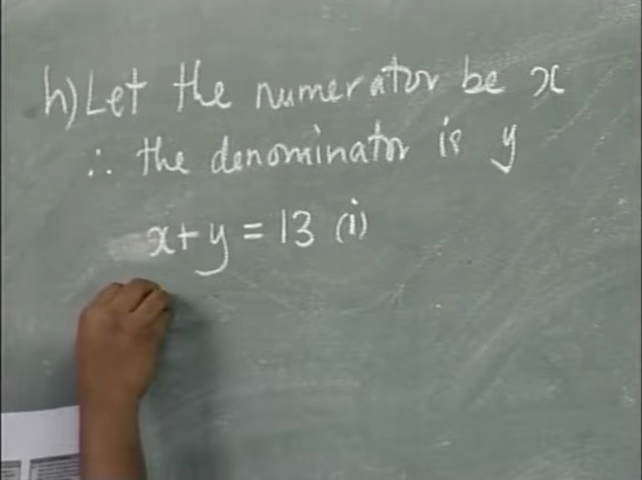 h) Let the numerator be x
∴ the denominator is y
x+y = 13 (i)